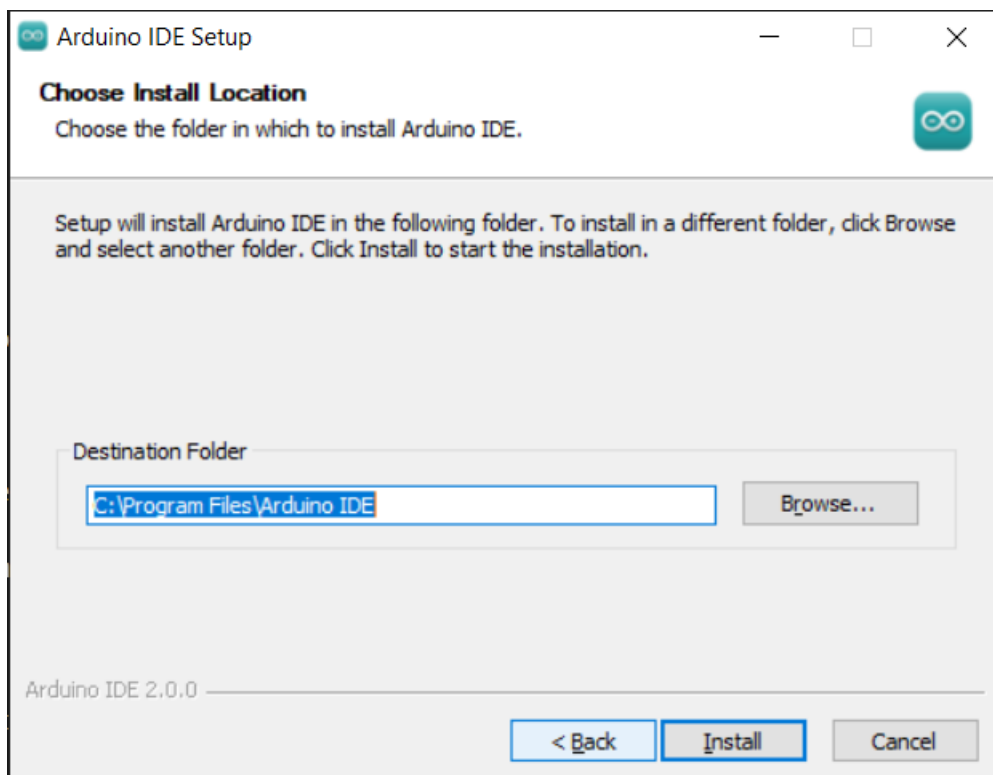 Arduino IDE Setup
Choose Install Location
Choose the folder in which to install Arduino IDE.
Setup will install Arduino IDE in the following folder. To install in a different folder, click Browse
and select another folder. Click Install to start the installation.
Destination Folder
C:\Program Files\Arduino IDE
Browse...
Arduino IDE 2.0.0
< Back
Install
Cancel